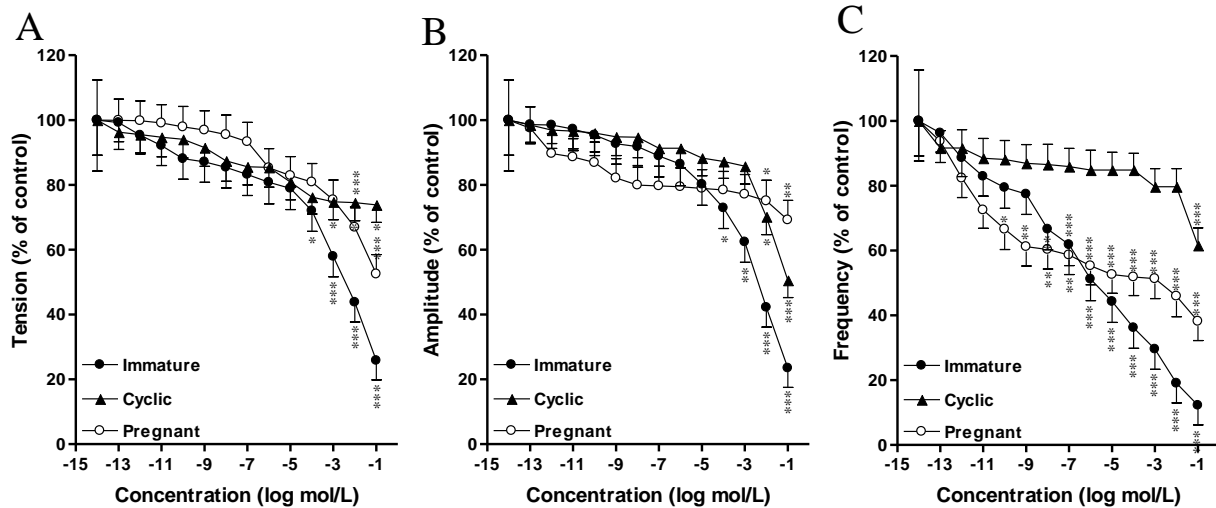 A
Tension (% of control)
120
100
80
60
40
20
0
-15 -13 -11 -9 -7 -5 -3 -1
Concentration (log mol/L)
Immature
Cyclic
Pregnant
*
*
***
***
***
***
***
B
Amplitude (% of control)
120
100
80
60
40
20
0
-15 -13 -11 -9 -7 -5 -3 -1
Concentration (log mol/L)
Immature
Cyclic
Pregnant
*
**
***
***
*
*
**
***
C
Frequency (% of control)
120
100
80
60
40
20
0
-15 -13 -11 -9 -7 -5 -3 -1
Concentration (log mol/L)
Immature
Cyclic
Pregnant
*
**
**
***
***
***
***
***
***
***
***
***
***
***
***
***
***